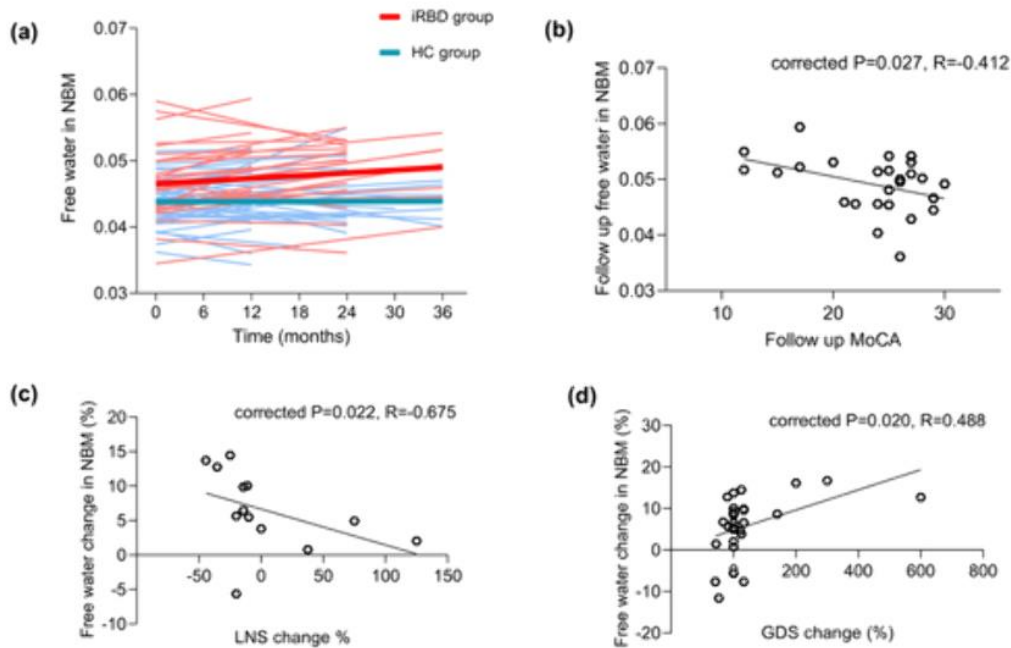 (a)
iRBD group
HC group
Free water in NBM
0.07
0.06
0.05
0.04
0.03
0 6 12 18 24 30 36
Time (months)
(b)
corrected P=0.027, R=-0.412
Follow up free water in NBM
0.07
0.06
0.05
0.04
0.03
10 20 30
Follow up MoCA
(c)
corrected P=0.022, R=-0.675
Free water change in NBM (%)
20
15
10
5
0
-5
-10
-50 0 50 100 150
LNS change %
(d)
corrected P=0.020, R=0.488
Free water change in NBM (%)
30
20
10
0
-10
-20
200 400 600 800
GDS change (%)